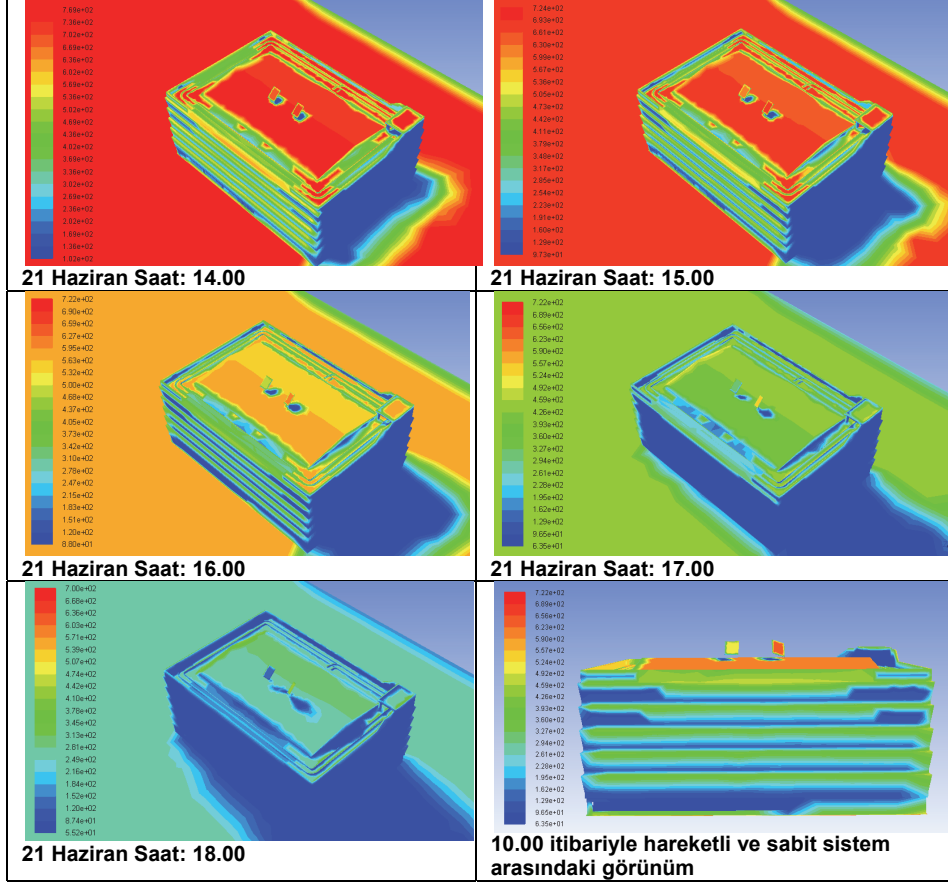 7.69e+02
7.36e+02
7.02e+02
6.69e+02
6.36e+02
6.02e+02
5.69e+02
5.36e+02
5.02e+02
4.69e+02
4.36e+02
4.02e+02
3.69e+02
3.36e+02
3.02e+02
2.69e+02
2.36e+02
2.02e+02
1.69e+02
1.36e+02
1.02e+02
21 Haziran Saat: 14.00
7.24e+02
6.93e+02
6.61e+02
6.30e+02
5.99e+02
5.67e+02
5.36e+02
5.05e+02
4.73e+02
4.42e+02
4.11e+02
3.79e+02
3.48e+02
3.17e+02
2.85e+02
2.54e+02
2.23e+02
1.91e+02
1.60e+02
1.29e+02
9.73e+01
21 Haziran Saat: 15.00
7.22e+02
6.90e+02
6.59e+02
6.27e+02
5.95e+02
5.63e+02
5.32e+02
5.00e+02
4.68e+02
4.37e+02
4.05e+02
3.73e+02
3.42e+02
3.10e+02
2.78e+02
2.47e+02
2.15e+02
1.83e+02
1.51e+02
1.20e+02
8.80e+01
21 Haziran Saat: 16.00
7.22e+02
6.89e+02
6.56e+02
6.23e+02
5.90e+02
5.57e+02
5.24e+02
4.92e+02
4.59e+02
4.26e+02
3.93e+02
3.60e+02
3.27e+02
2.94e+02
2.61e+02
2.28e+02
1.95e+02
1.62e+02
1.29e+02
9.65e+01
6.35e+01
21 Haziran Saat: 17.00
7.00e+02
6.68e+02
6.36e+02
6.03e+02
5.71e+02
5.39e+02
5.07e+02
4.74e+02
4.42e+02
4.10e+02
3.78e+02
3.45e+02
3.13e+02
2.81e+02
2.49e+02
2.16e+02
1.84e+02
1.52e+02
1.20e+02
8.74e+01
5.52e+01
21 Haziran Saat: 18.00
7.22e+02
6.89e+02
6.56e+02
6.23e+02
5.90e+02
5.57e+02
5.24e+02
4.92e+02
4.59e+02
4.26e+02
3.93e+02
3.60e+02
3.27e+02
2.94e+02
2.61e+02
2.28e+02
1.95e+02
1.62e+02
1.29e+02
9.65e+01
6.35e+01
10.00 itibariyle hareketli ve sabit sistem
arasındaki görünüm